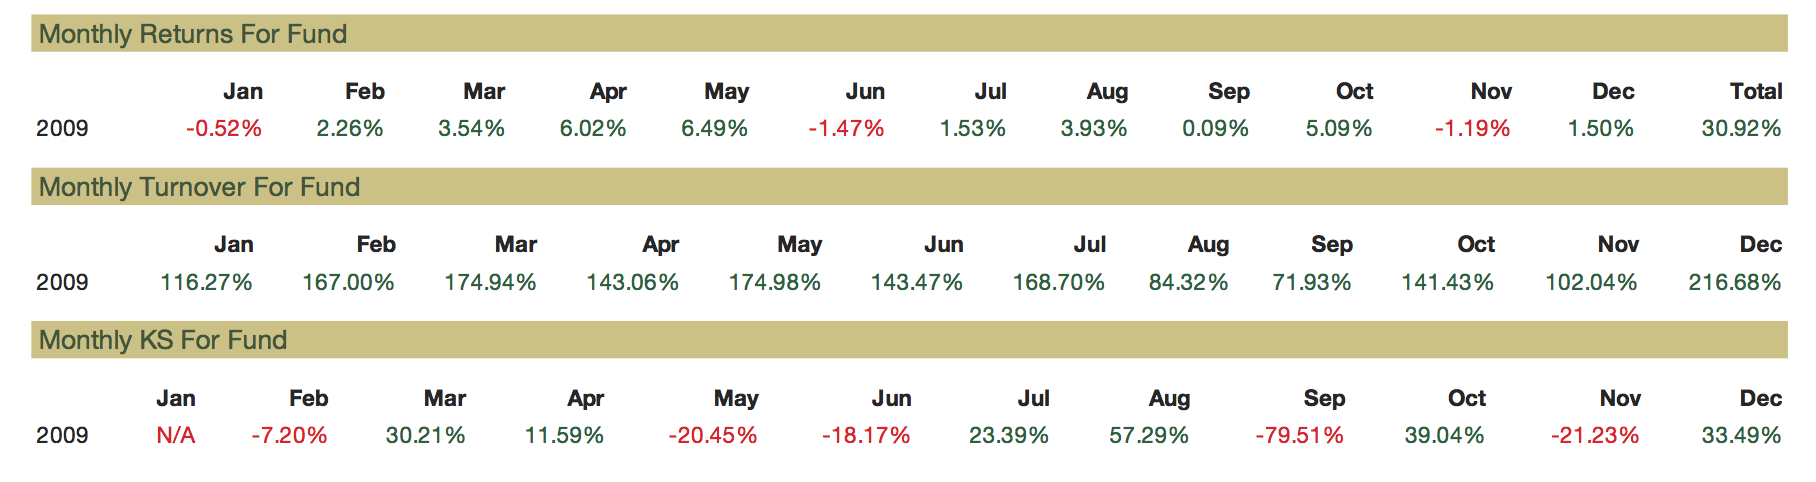 Monthly Returns For Fund
Jan Feb Mar Apr May Jun Jul Aug Sep Oct Nov Dec Total
2009 -0.52% 2.26% 3.54% 6.02% 6.49% -1.47% 1.53% 3.93% 0.09% 5.09% -1.19% 1.50% 30.92%
Monthly Turnover For Fund
Jan Feb Mar Apr May Jun Jul Aug Sep Oct Nov Dec
2009 116.27% 167.00% 174.94% 143.06% 174.98% 143.47% 168.70% 84.32% 71.93% 141.43% 102.04% 216.68%
Monthly KS For Fund
Jan Feb Mar Apr May Jun Jul Aug Sep Oct Nov Dec
2009 N/A -7.20% 30.21% 11.59% -20.45% -18.17% 23.39% 57.29% -79.51% 39.04% -21.23% 33.49%